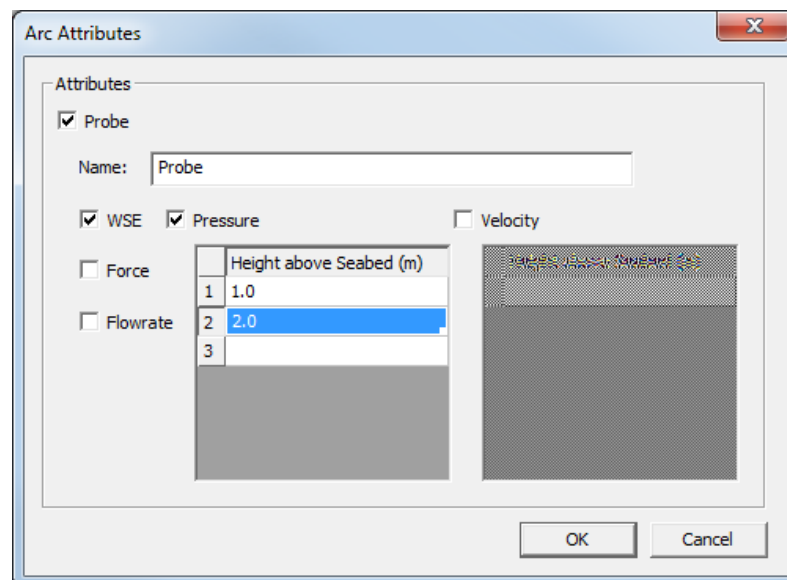 Arc Attributes
Attributes
Probe
Name: Probe
WSE Pressure Velocity
Force
Flowrate
Height above Seabed (m)
1 1.0
2 2.0
3
OK Cancel